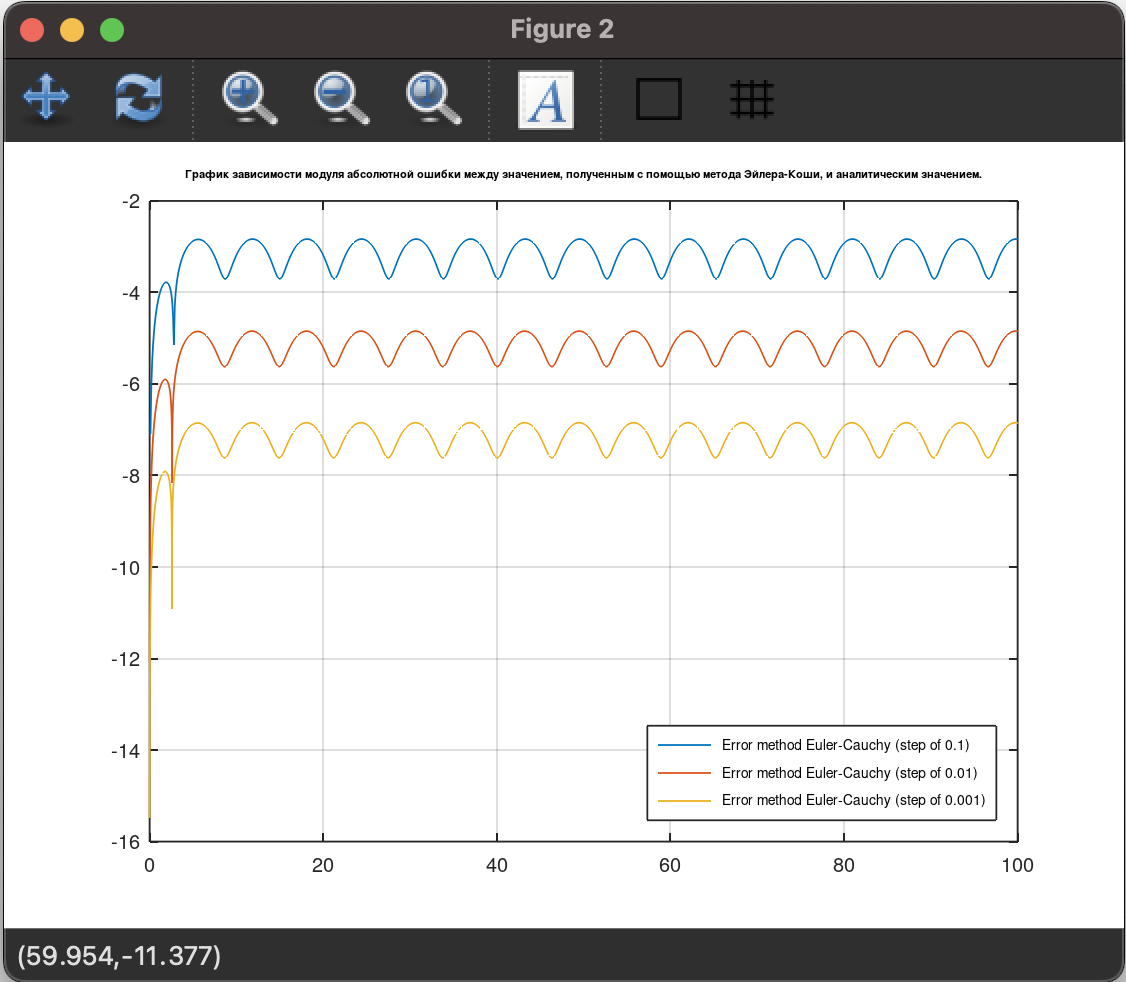 Figure 2
A
График зависимости модуля абсолютной ошибки между значением, полученным с помощью метода Эйлера-Коши, и аналитическим значением.
-2
-4
-6
-8
-10
-12
-14
-16
0 20 40 60 80 100
Error method Euler-Cauchy (step of 0.1)
Error method Euler-Cauchy (step of 0.01)
Error method Euler-Cauchy (step of 0.001)
(59.954,-11.377)